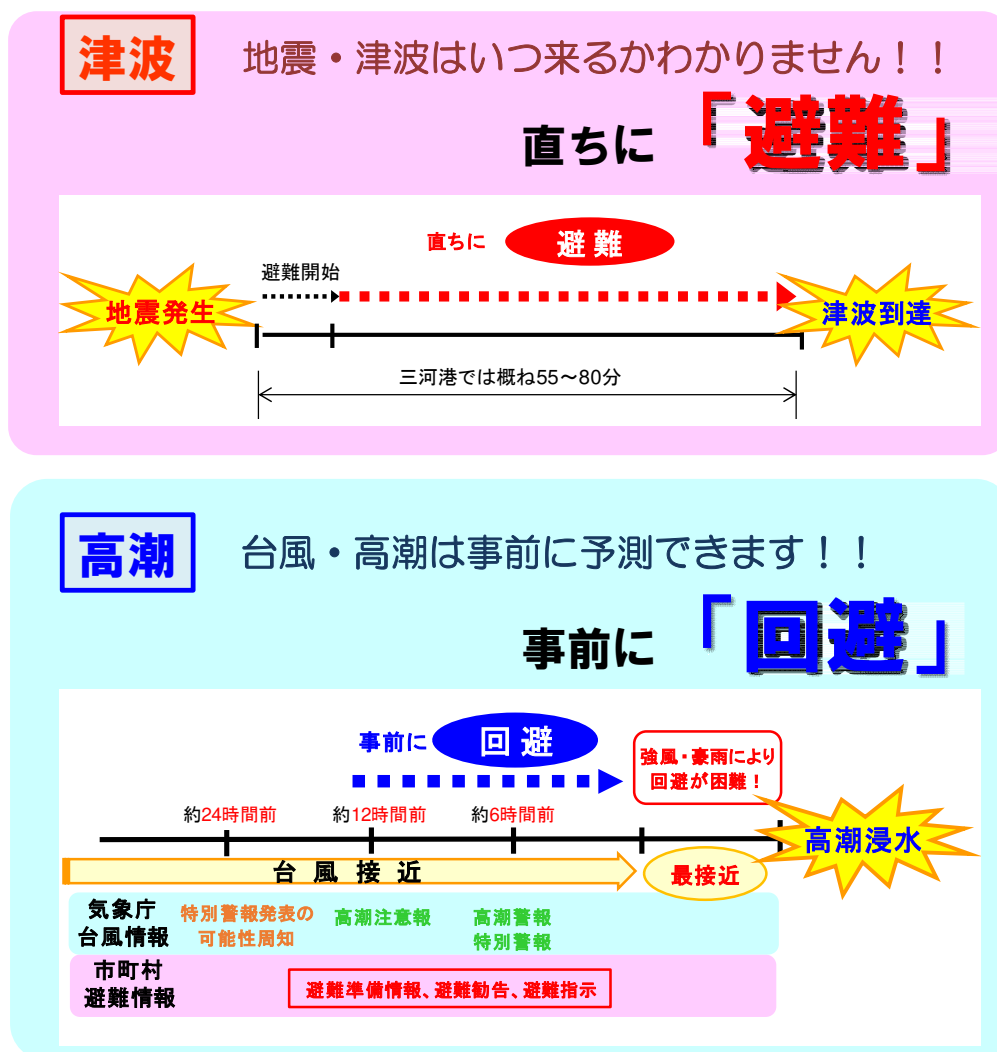 津波
地震・津波はいつ来るかわかりません！！
直ちに「避難」
直ちに 避難
避難開始
地震発生
津波到達
三河港では概ね55～80分
高潮
台風・高潮は事前に予測できます！！
事前に「回避」
事前に 回避
強風・豪雨により
回避が困難！
約24時間前 約12時間前 約6時間前
高潮浸水
台風接近
最接近
気象庁
台風情報
特別警報発表の
可能性周知
高潮注意報
高潮警報
特別警報
市町村
避難情報
避難準備情報、避難勧告、避難指示